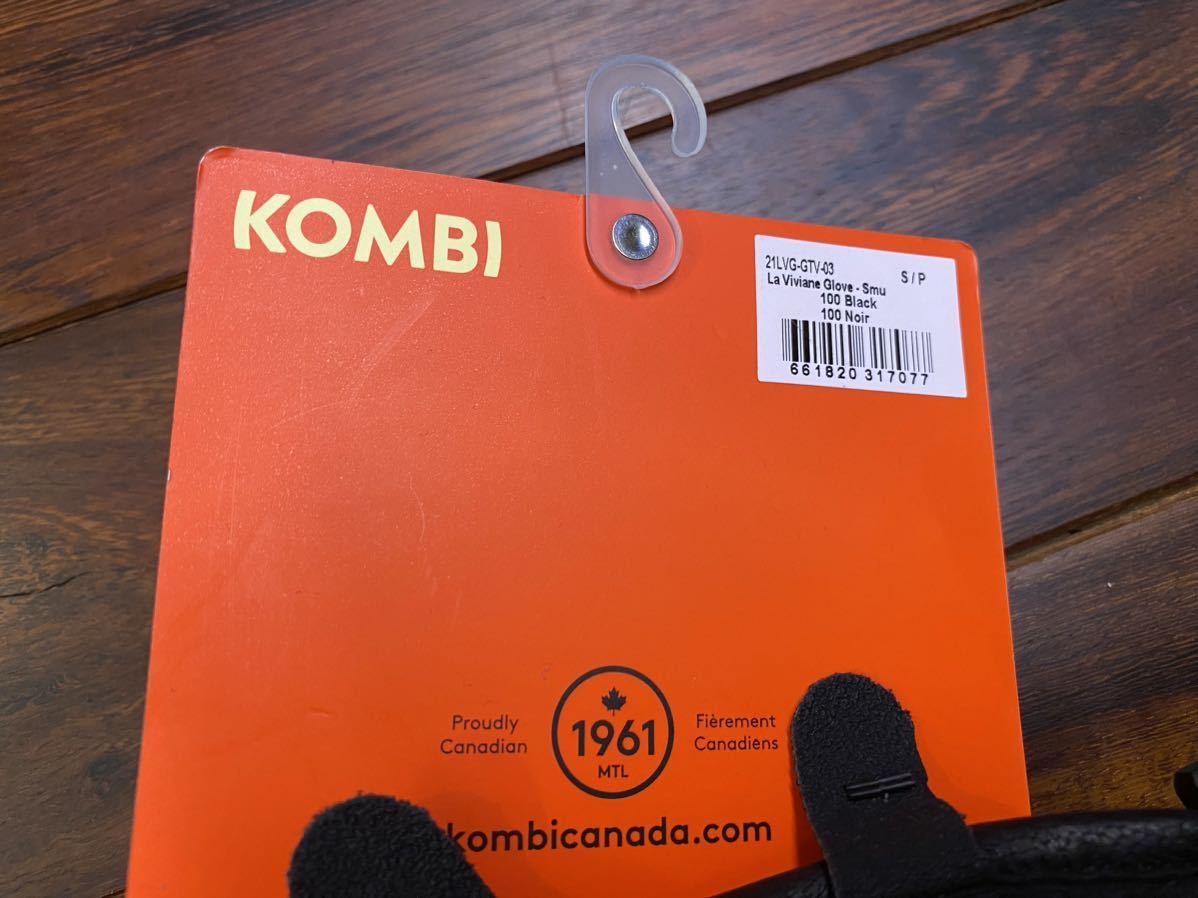 KOMBI
21LVG-GTV-03 S / P
La Viviane Glove - Smu
100 Black
100 Noir
661820 317077
Proudly
Canadian
1961
MTL
Fièrement
Canadiens
kombicanada.com